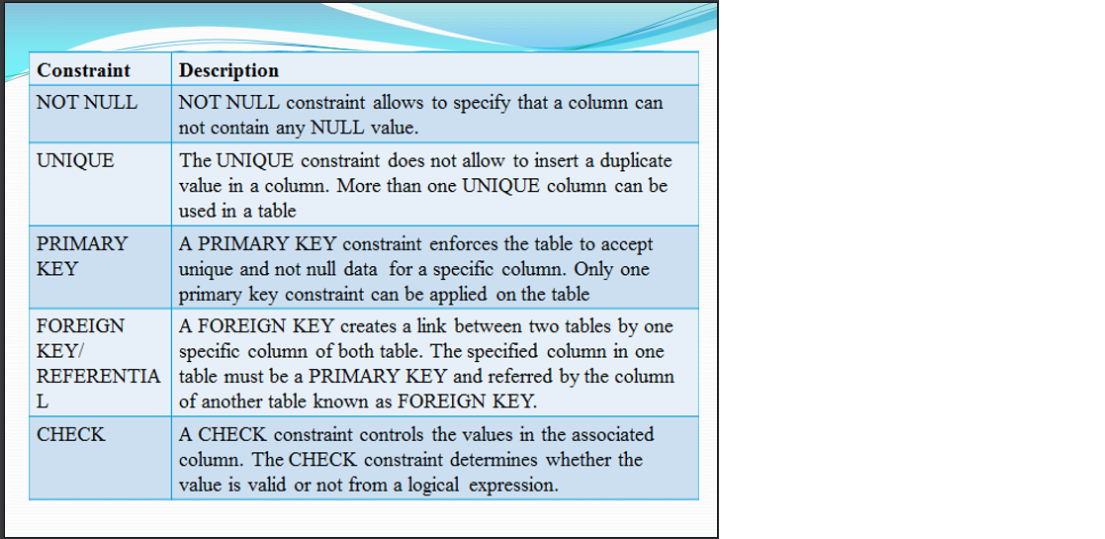 Constraint Description
NOT NULL NOT NULL constraint allows to specify that a column can
not contain any NULL value.
UNIQUE The UNIQUE constraint does not allow to insert a duplicate
value in a column. More than one UNIQUE column can be
used in a table
PRIMARY A PRIMARY KEY constraint enforces the table to accept
KEY unique and not null data for a specific column. Only one
primary key constraint can be applied on the table
FOREIGN A FOREIGN KEY creates a link between two tables by one
KEY/ specific column of both table. The specified column in one
REFERENTIA table must be a PRIMARY KEY and referred by the column
L of another table known as FOREIGN KEY.
CHECK A CHECK constraint controls the values in the associated
column. The CHECK constraint determines whether the
value is valid or not from a logical expression.